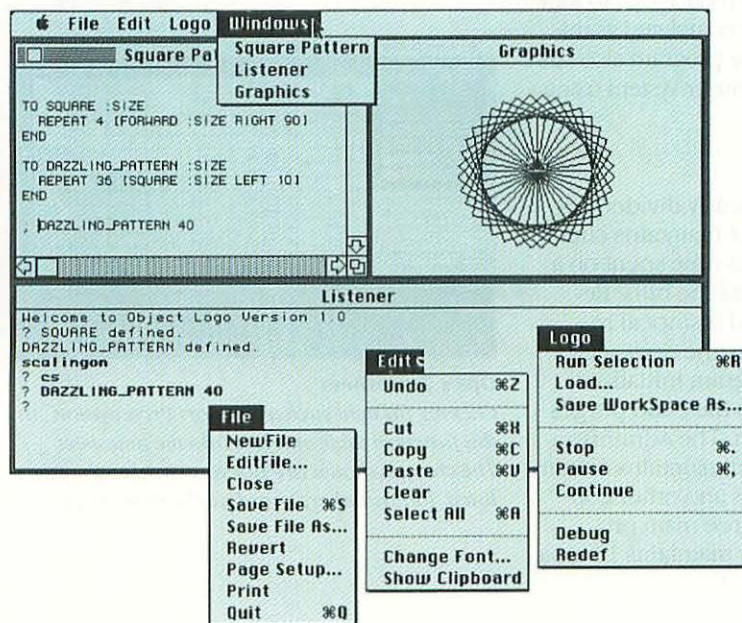 File Edit Logo Windows
Square Pat
Square Pattern
Listener
Graphics
Graphics
TO SQUARE :SIZE
REPEAT 4 [FORWARD :SIZE RIGHT 90]
END
TO DAZZLING_PATTERN :SIZE
REPEAT 36 [SQUARE :SIZE LEFT 10]
END
, DAZZLING_PATTERN 40
Listener
Welcome to Object Logo Version 1.0
? SQUARE defined.
DAZZLING_PATTERN defined.
scalingon
? cs
? DAZZLING_PATTERN 40
?
File
NewFile
EditFile...
Close
Save File ⌘S
Save File As...
Revert
Page Setup...
Print
Quit ⌘Q
Edit
Undo ⌘Z
Cut ⌘X
Copy ⌘C
Paste ⌘V
Clear
Select All ⌘A
Change Font...
Show Clipboard
Logo
Run Selection ⌘R
Load...
Save WorkSpace As...
Stop ⌘.
Pause ⌘,
Continue
Debug
Redef